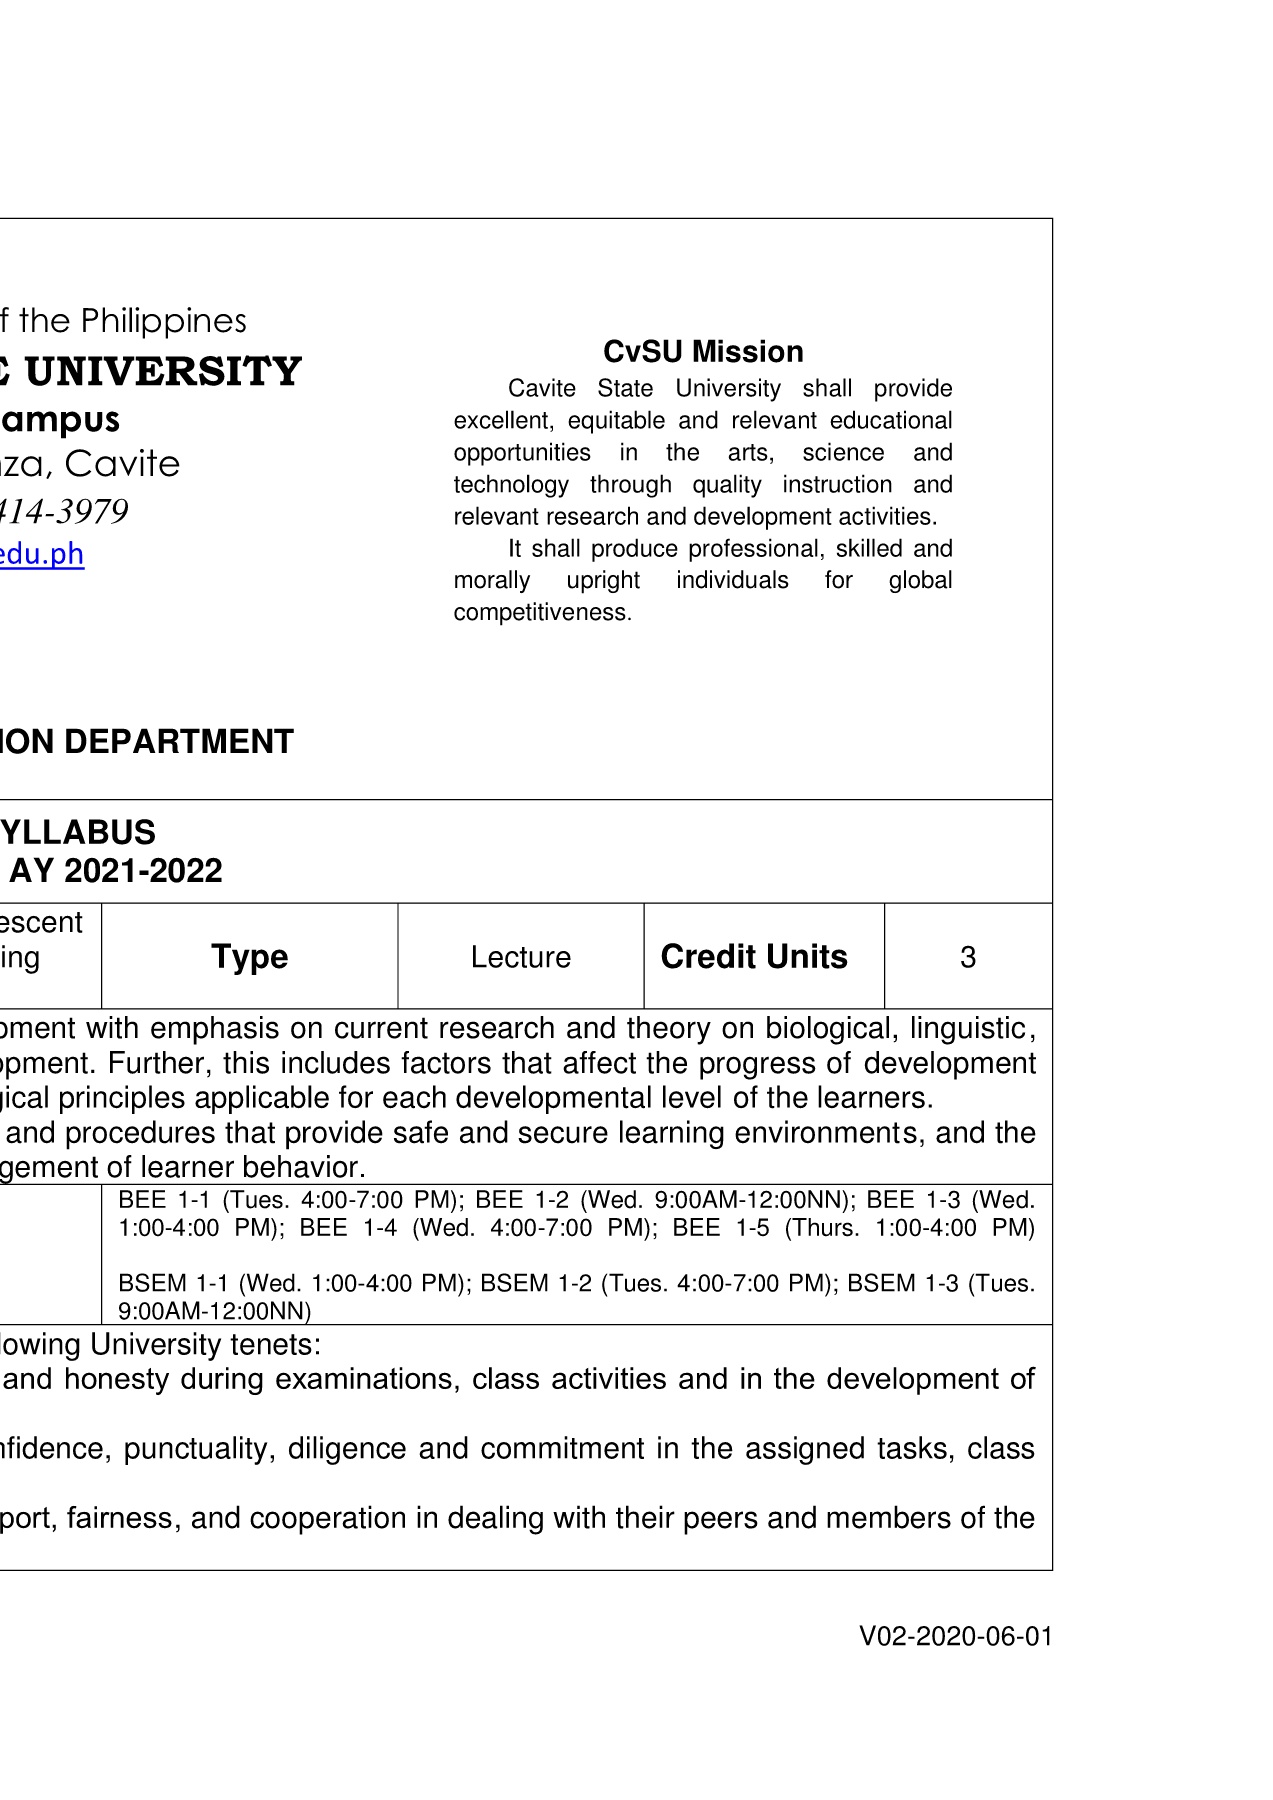 f the Philippines
E UNIVERSITY
ampus
nza, Cavite
414-3979
edu.ph
CvSU Mission
Cavite State University shall provide
excellent, equitable and relevant educational
opportunities in the arts, science and
technology through quality instruction and
relevant research and development activities.
It shall produce professional, skilled and
morally upright individuals for global
competitiveness.
ION DEPARTMENT
YLLABUS
AY 2021-2022
escent
ing
Type
Lecture
Credit Units
3
pment with emphasis on current research and theory on biological, linguistic,
opment. Further, this includes factors that affect the progress of development
gical principles applicable for each developmental level of the learners.
and procedures that provide safe and secure learning environments, and the
gement of learner behavior.
BEE 1-1 (Tues. 4:00-7:00 PM); BEE 1-2 (Wed. 9:00AM-12:00NN); BEE 1-3 (Wed.
1:00-4:00 PM); BEE 1-4 (Wed. 4:00-7:00 PM); BEE 1-5 (Thurs. 1:00-4:00 PM)
BSEM 1-1 (Wed. 1:00-4:00 PM); BSEM 1-2 (Tues. 4:00-7:00 PM); BSEM 1-3 (Tues.
9:00AM-12:00NN)
lowing University tenets:
and honesty during examinations, class activities and in the development of
nfidence, punctuality, diligence and commitment in the assigned tasks, class
port, fairness, and cooperation in dealing with their peers and members of the
V02-2020-06-01